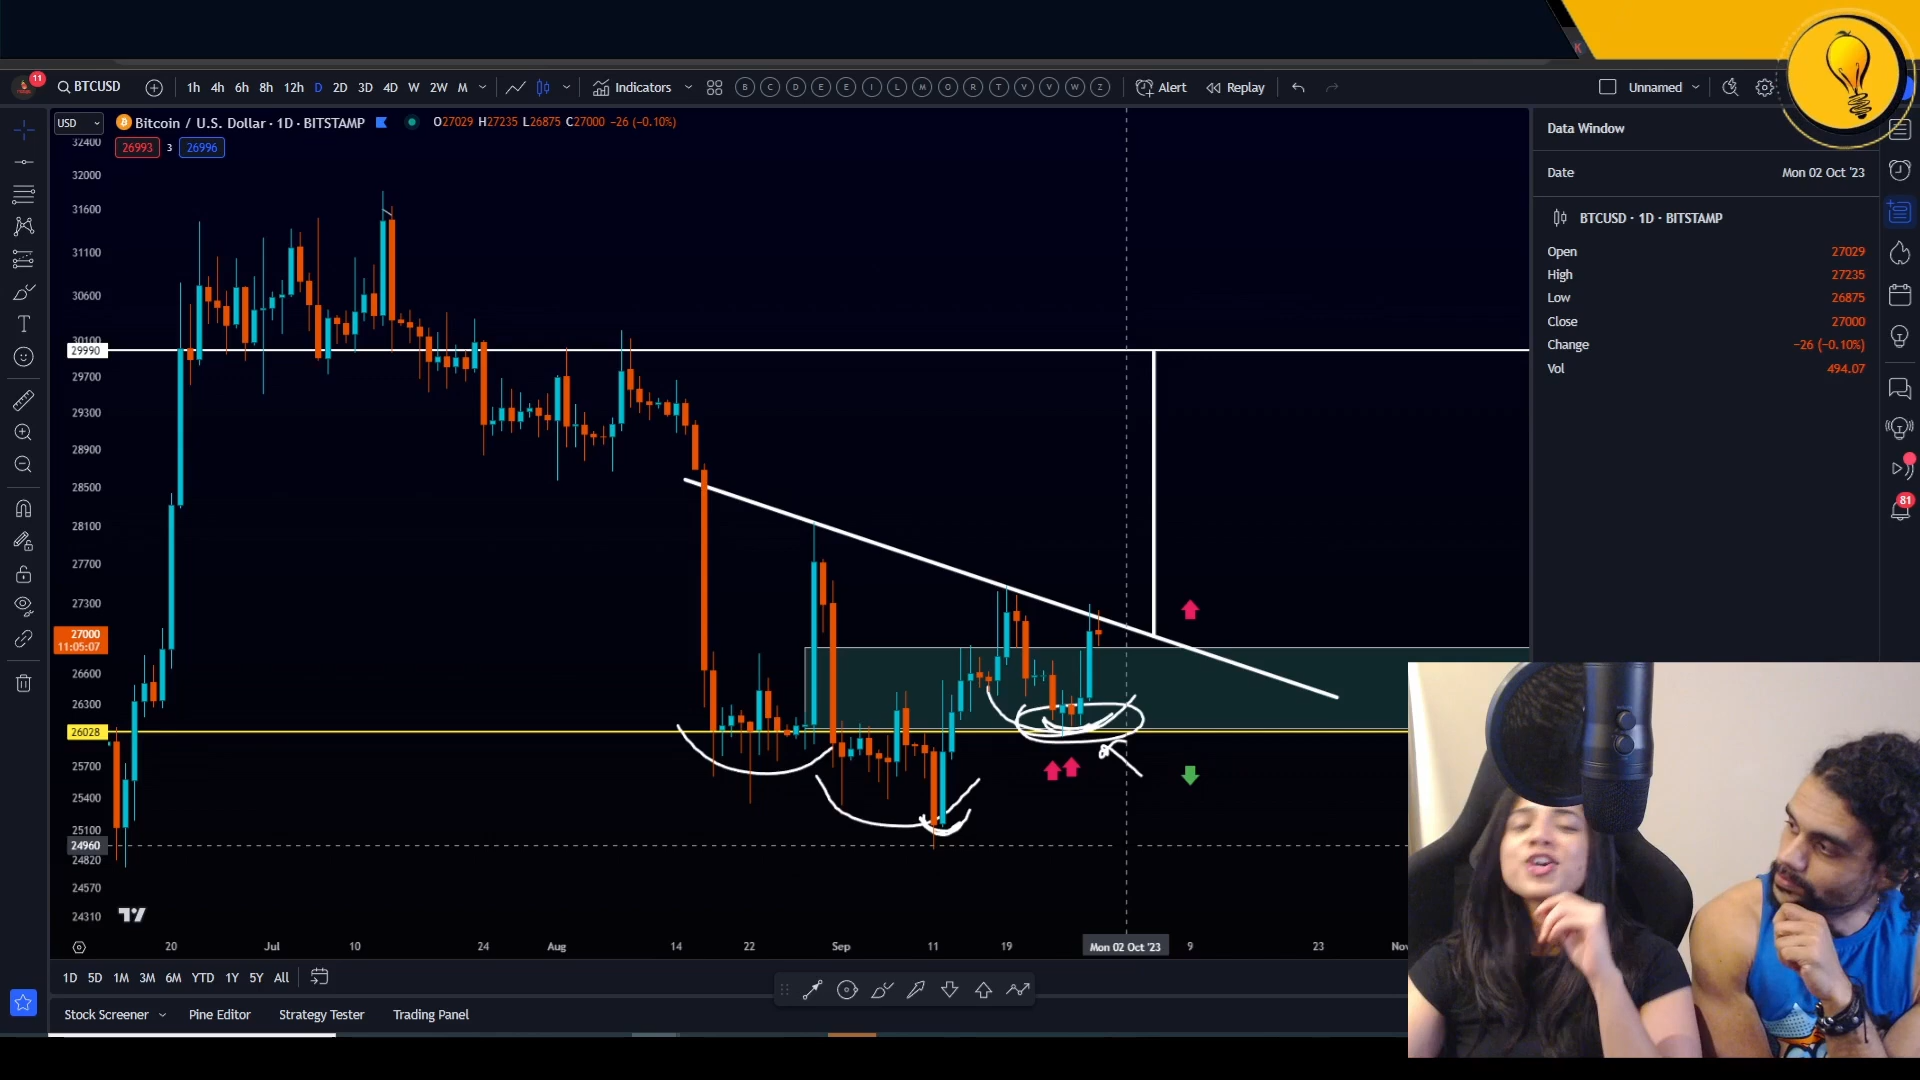 K
11
BTCUSD
1h 4h 6h 8h 12h D 2D 3D 4D W 2W M
Indicators
B C D E E I L M O R T V V W Z
Alert
Replay
Unnamed
USD
Bitcoin / U.S. Dollar · 1D · BITSTAMP
O27029 H27235 L26875 C27000 −26 (−0.10%)
26993 3 26996
32400
32000
31600
31100
30600
30100
29990
29700
29300
28900
28500
28100
27700
27300
27000
11:05:07
26600
26300
26028
25700
25400
25100
24960
24820
24570
24310
20 Jul 10 24 Aug 14 22 Sep 11 19 Mon 02 Oct '23 9 23 Nov
Data Window
Date Mon 02 Oct '23
BTCUSD · 1D · BITSTAMP
Open 27029
High 27235
Low 26875
Close 27000
Change −26 (−0.10%)
Vol 494.07
81
1D 5D 1M 3M 6M YTD 1Y 5Y All
Stock Screener Pine Editor Strategy Tester Trading Panel